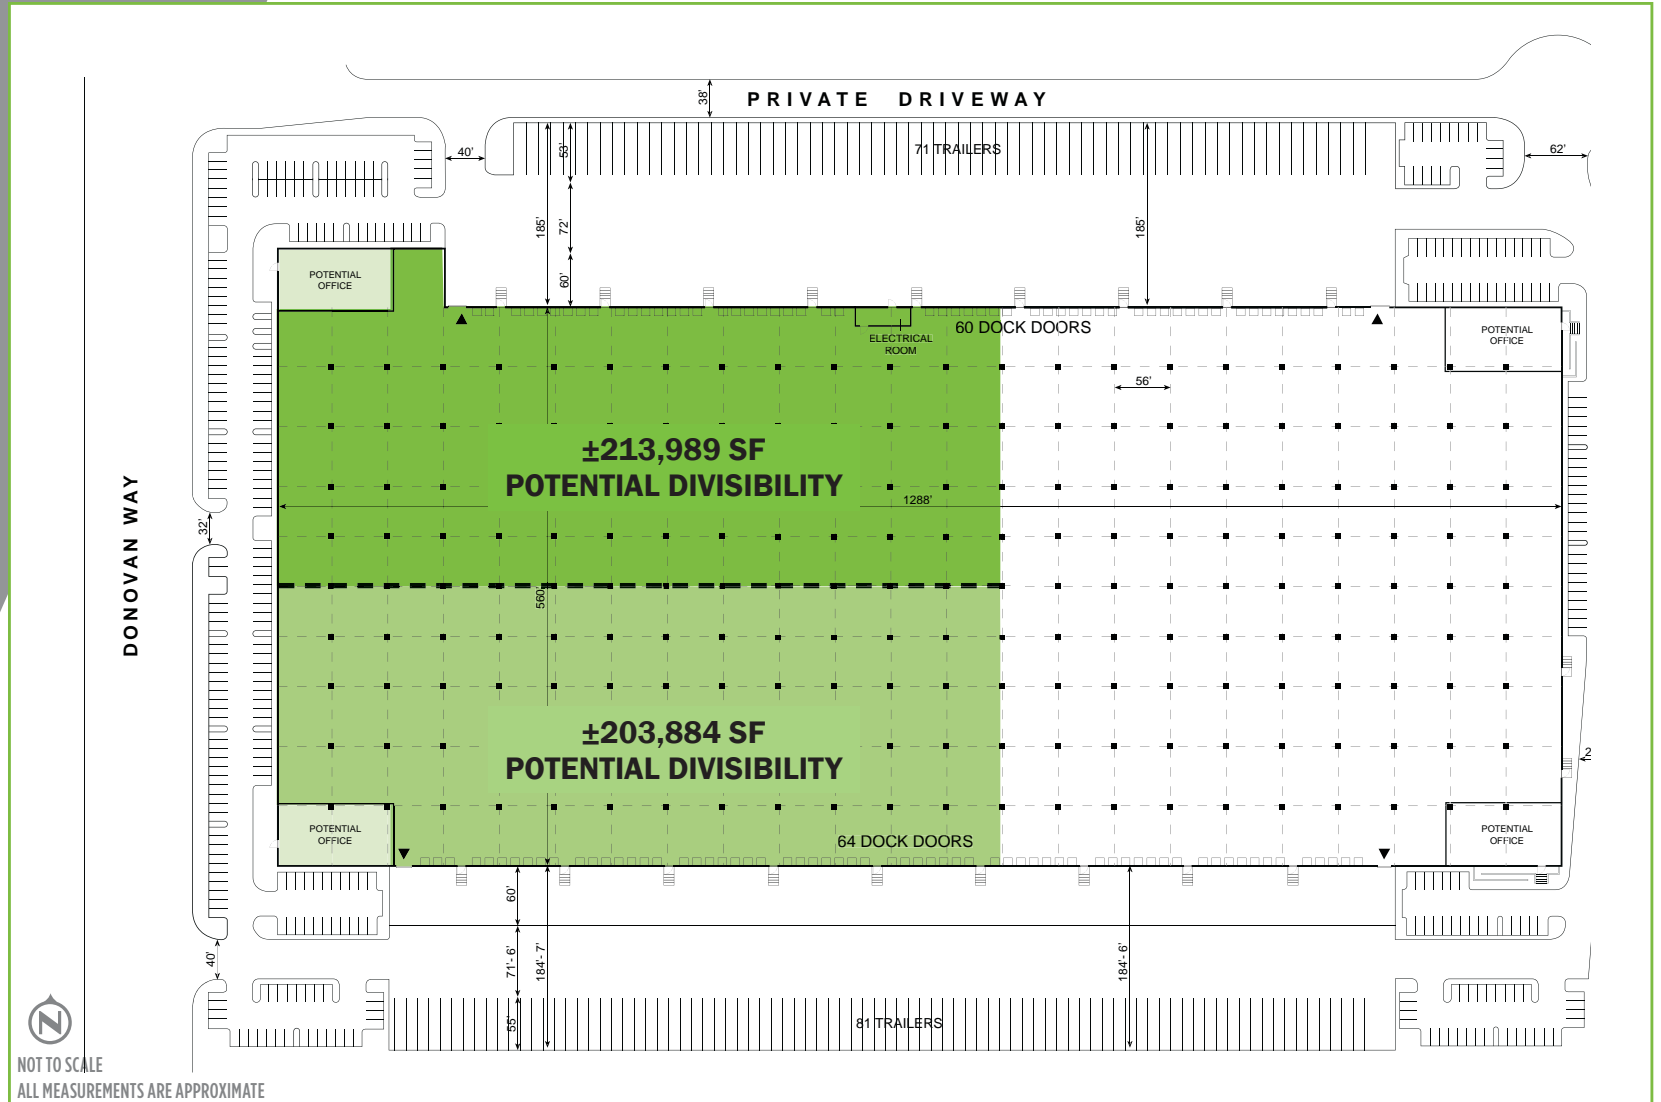 PRIVATE DRIVEWAY
38'
40'
53'
71 TRAILERS
62'
185'
72'
185'
60'
POTENTIAL
OFFICE
60 DOCK DOORS
ELECTRICAL
ROOM
POTENTIAL
OFFICE
56'
±213,989 SF
POTENTIAL DIVISIBILITY
1288'
32'
DONOVAN WAY
560'
±203,884 SF
POTENTIAL DIVISIBILITY
2
POTENTIAL
OFFICE
64 DOCK DOORS
POTENTIAL
OFFICE
60'
40'
71'- 6'
184'- 7'
184'- 6'
55'
81 TRAILERS
N
NOT TO SCALE
ALL MEASUREMENTS ARE APPROXIMATE